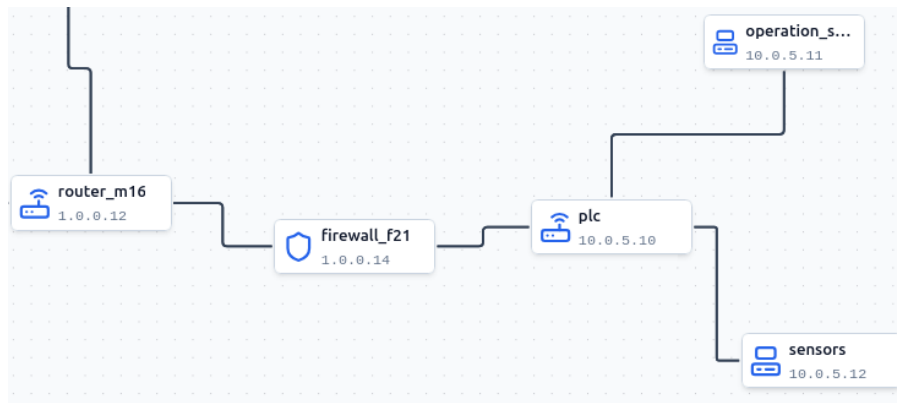 operation_s...
10.0.5.11
router_m16
1.0.0.12
plc
10.0.5.10
firewall_f21
1.0.0.14
sensors
10.0.5.12